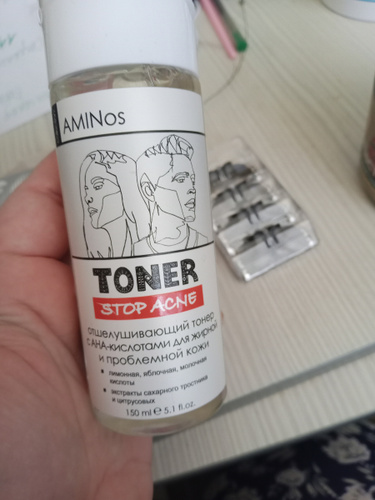 AMINOS
TONER
STOP ACNE
отшелушивающий тонер
с АНА-кислотами для жирной
и проблемной кожи
• лимонная, яблочная, молочная
кислоты
• экстракты сахарного тростника
и цитрусовых
150 ml e 5.1 fl.oz.